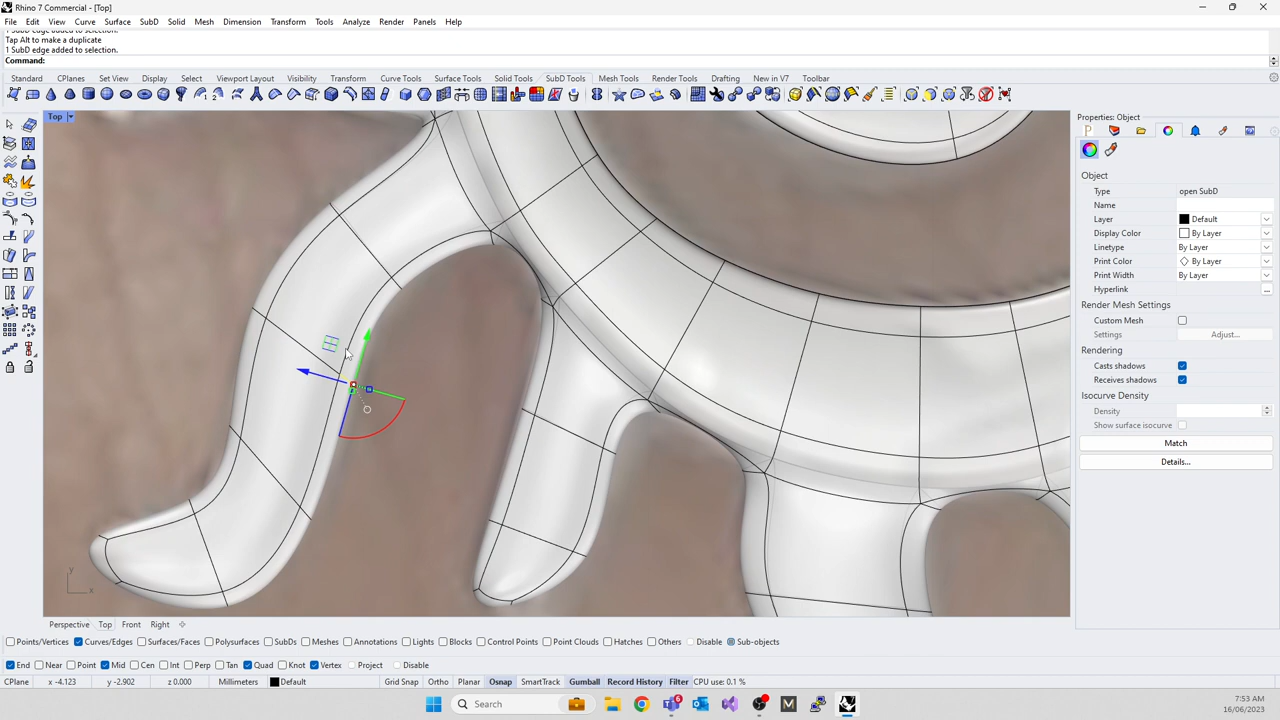 Rhino 7 Commercial - [Top]
File Edit View Curve Surface SubD Solid Mesh Dimension Transform Tools Analyze Render Panels Help
1 SubD edge added to selection.
Tap Alt to make a duplicate
1 SubD edge added to selection.
Command:
Standard CPlanes Set View Display Select Viewport Layout Visibility Transform Curve Tools Surface Tools Solid Tools SubD Tools Mesh Tools Render Tools Drafting New in V7 Toolbar
Top
Properties: Object
Object
Type open SubD
Name
Layer Default
Display Color By Layer
Linetype By Layer
Print Color By Layer
Print Width By Layer
Hyperlink ...
Render Mesh Settings
Custom Mesh
Settings Adjust...
Rendering
Casts shadows
Receives shadows
Isocurve Density
Density
Show surface isocurve
Match
Details...
y
x
Perspective Top Front Right
Points/Vertices Curves/Edges Surfaces/Faces Polysurfaces SubDs Meshes Annotations Lights Blocks Control Points Point Clouds Hatches Others Disable Sub-objects
End Near Point Mid Cen Int Perp Tan Quad Knot Vertex Project Disable
CPlane x -4.123 y -2.902 z 0.000 Millimeters Default Grid Snap Ortho Planar Osnap SmartTrack Gumball Record History Filter CPU use: 0.1 %
Search
6
M
7:53 AM
16/06/2023